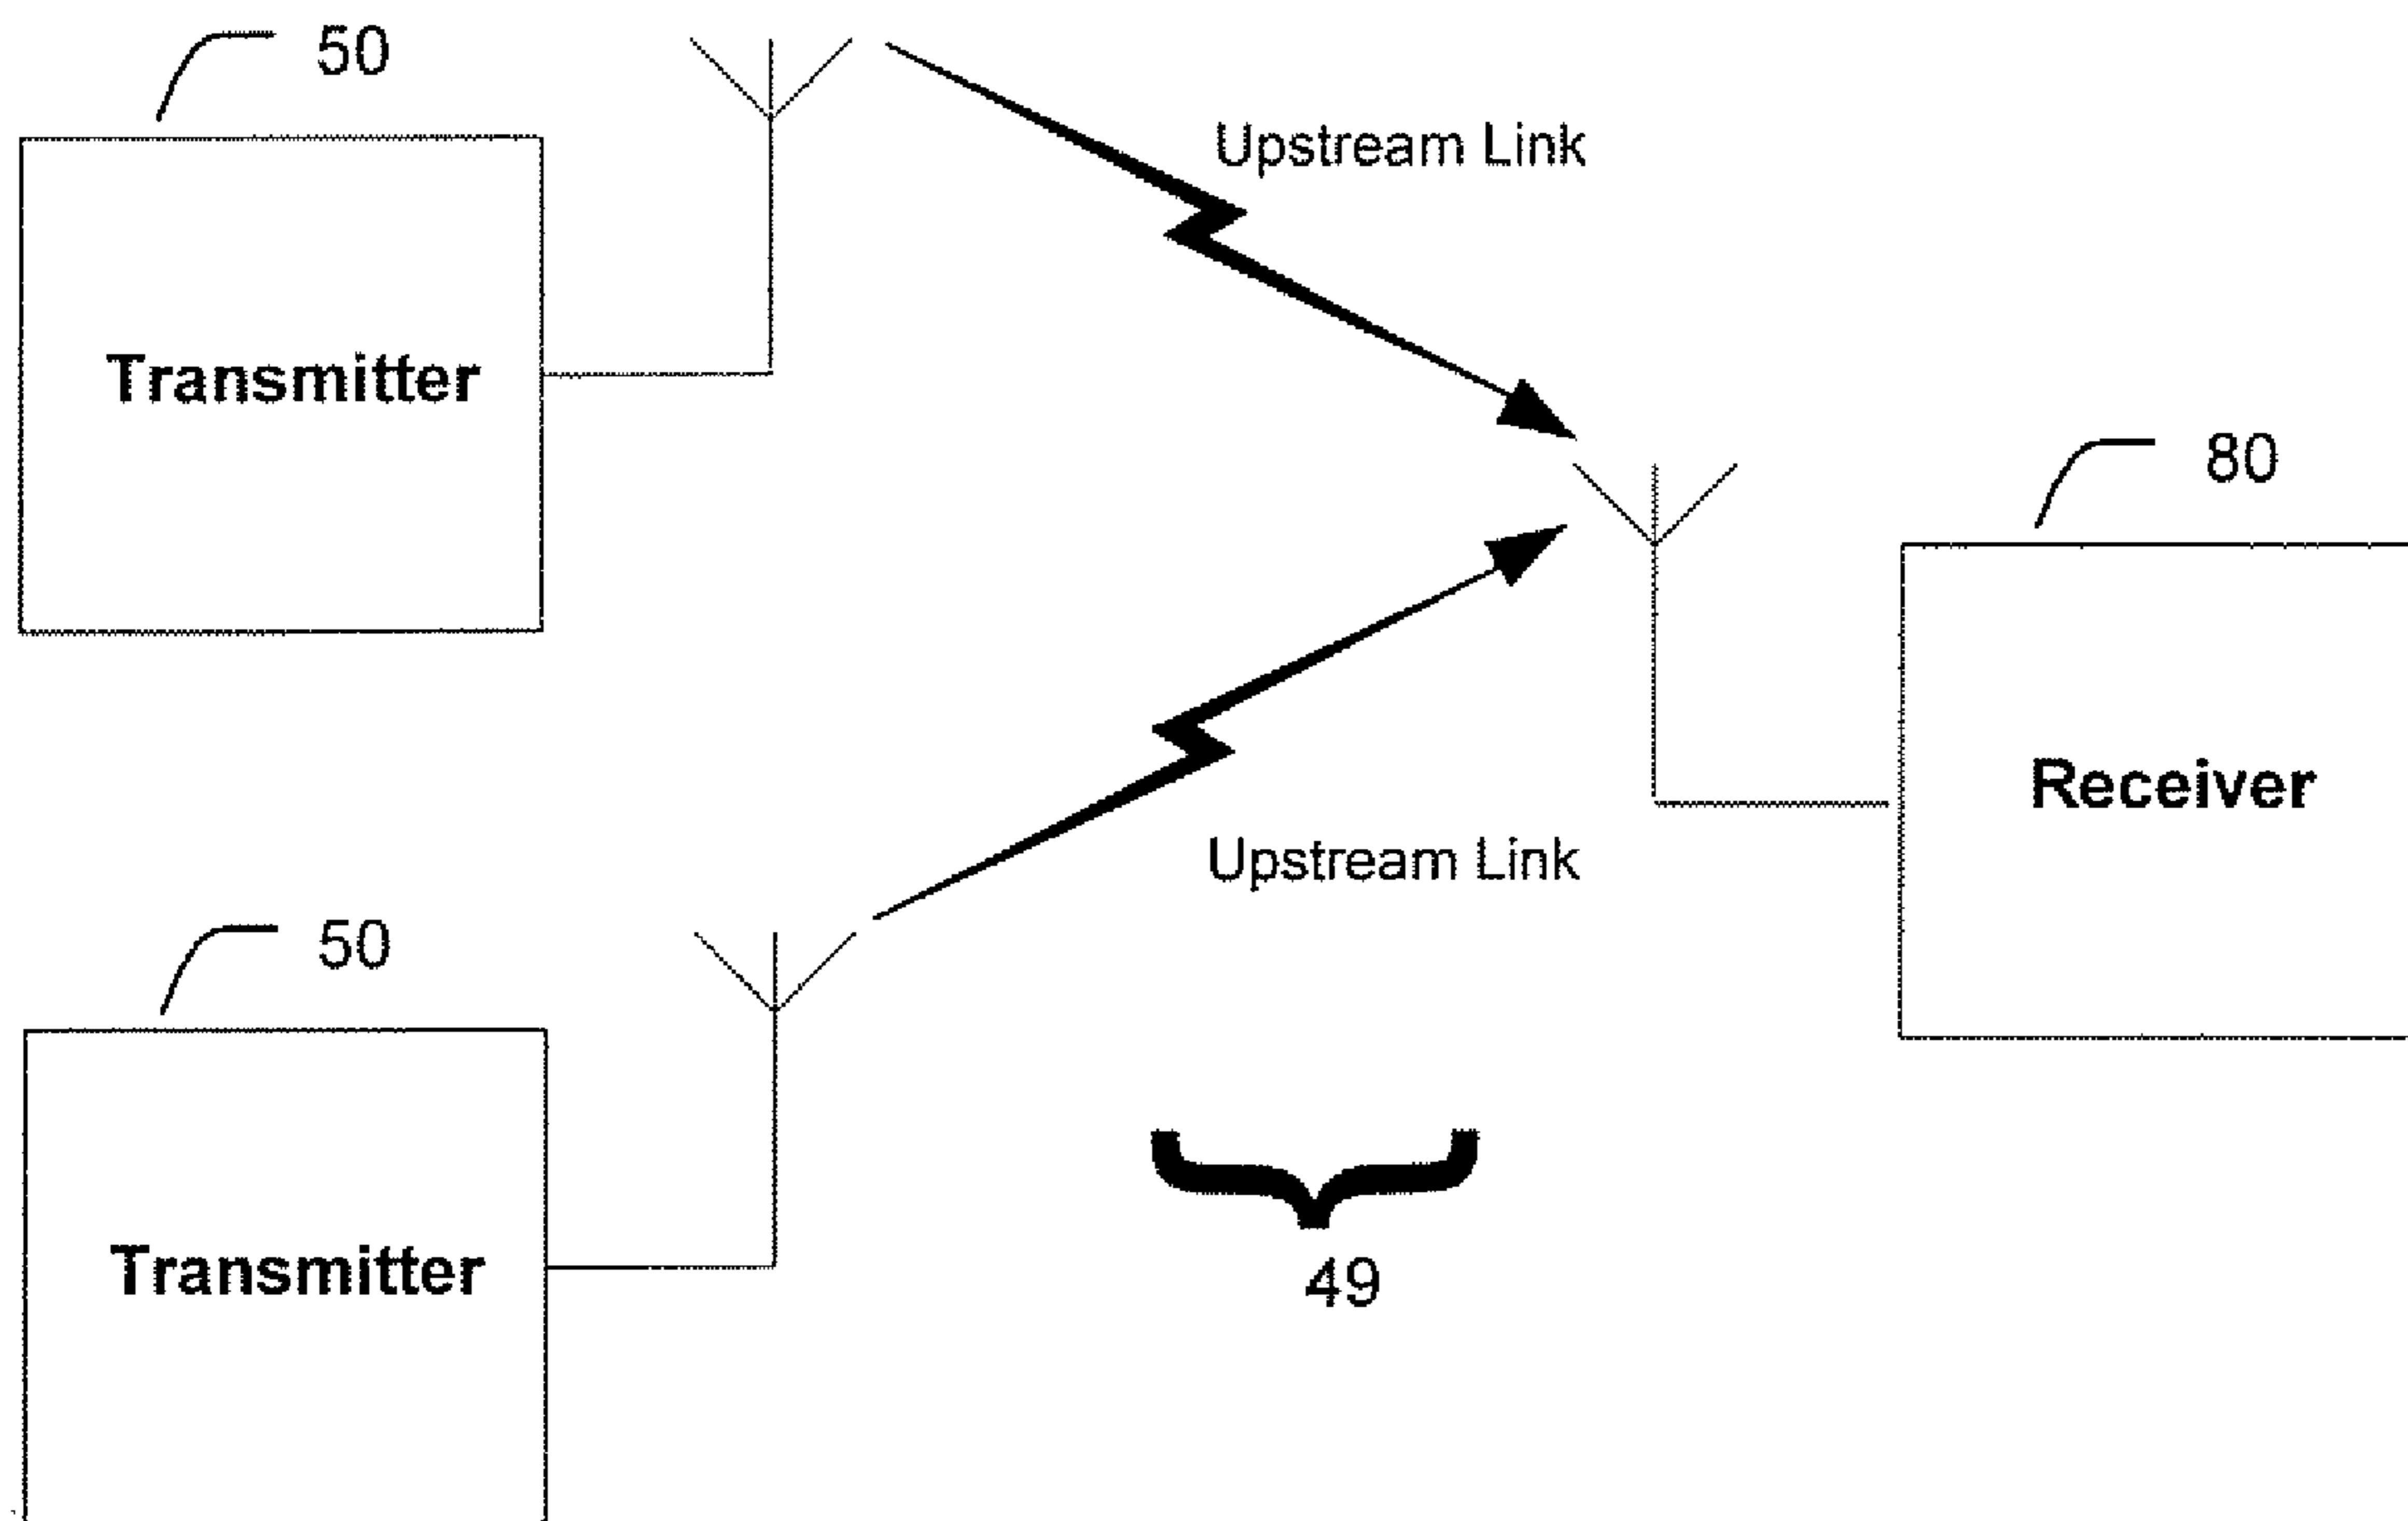 50
Upstream Link
Transmitter
80
Receiver
Upstream Link
50
Transmitter
49